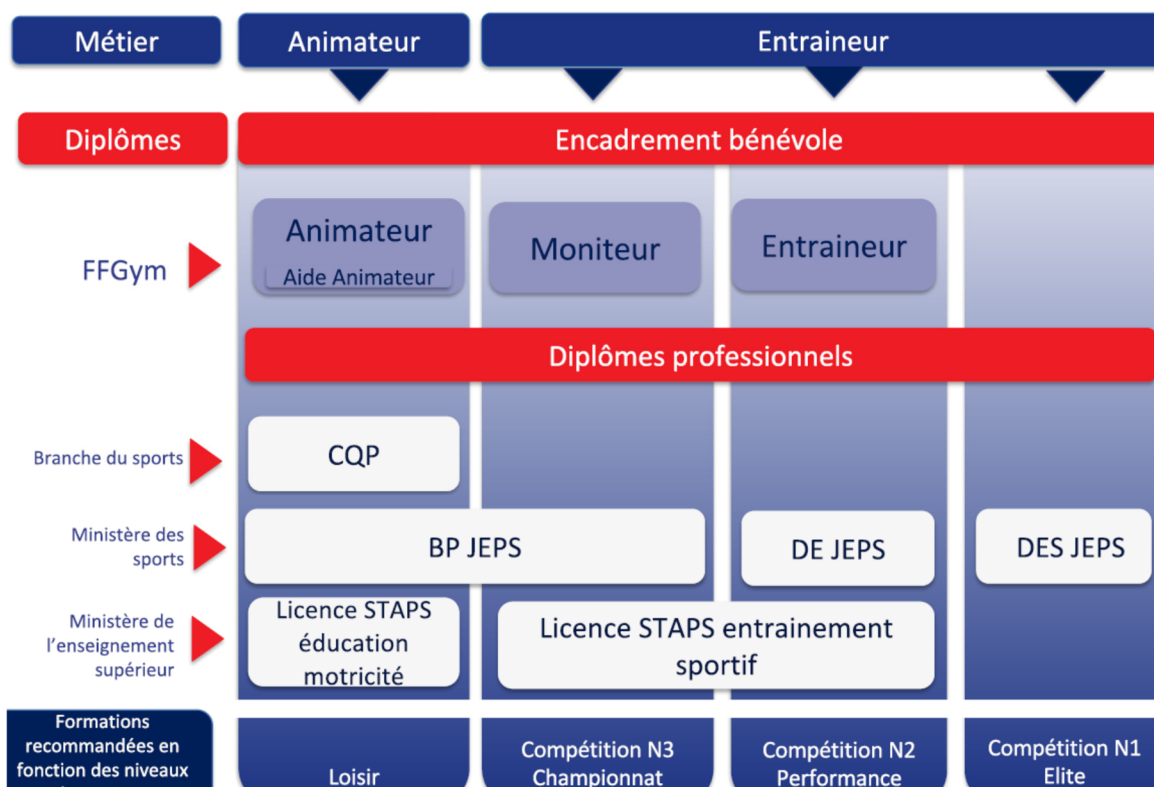 Métier
Animateur
Entraineur
Diplômes
Encadrement bénévole
FFGym
Animateur
Aide Animateur
Moniteur
Entraineur
Diplômes professionnels
Branche du sports
CQP
Ministère des
sports
BP JEPS
DE JEPS
DES JEPS
Ministère de
l'enseignement
supérieur
Licence STAPS
éducation
motricité
Licence STAPS entrainement
sportif
Formations
recommandées en
fonction des niveaux
Loisir
Compétition N3
Championnat
Compétition N2
Performance
Compétition N1
Elite